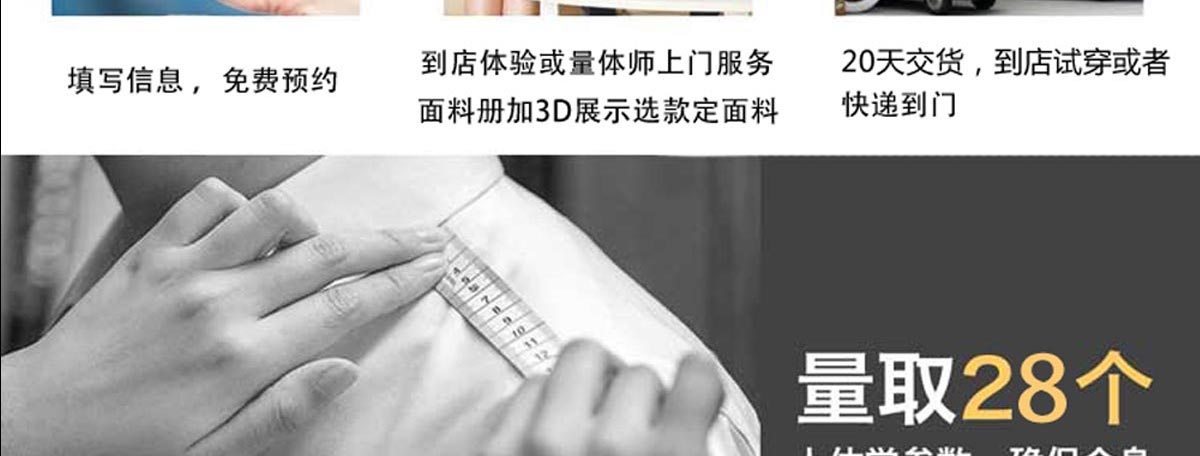 填写信息，免费预约
到店体验或量体师上门服务
面料册加3D展示选款定面料
20天交货，到店试穿或者
快递到门
4
5
6
7
8
9
10
11
12
量取28个